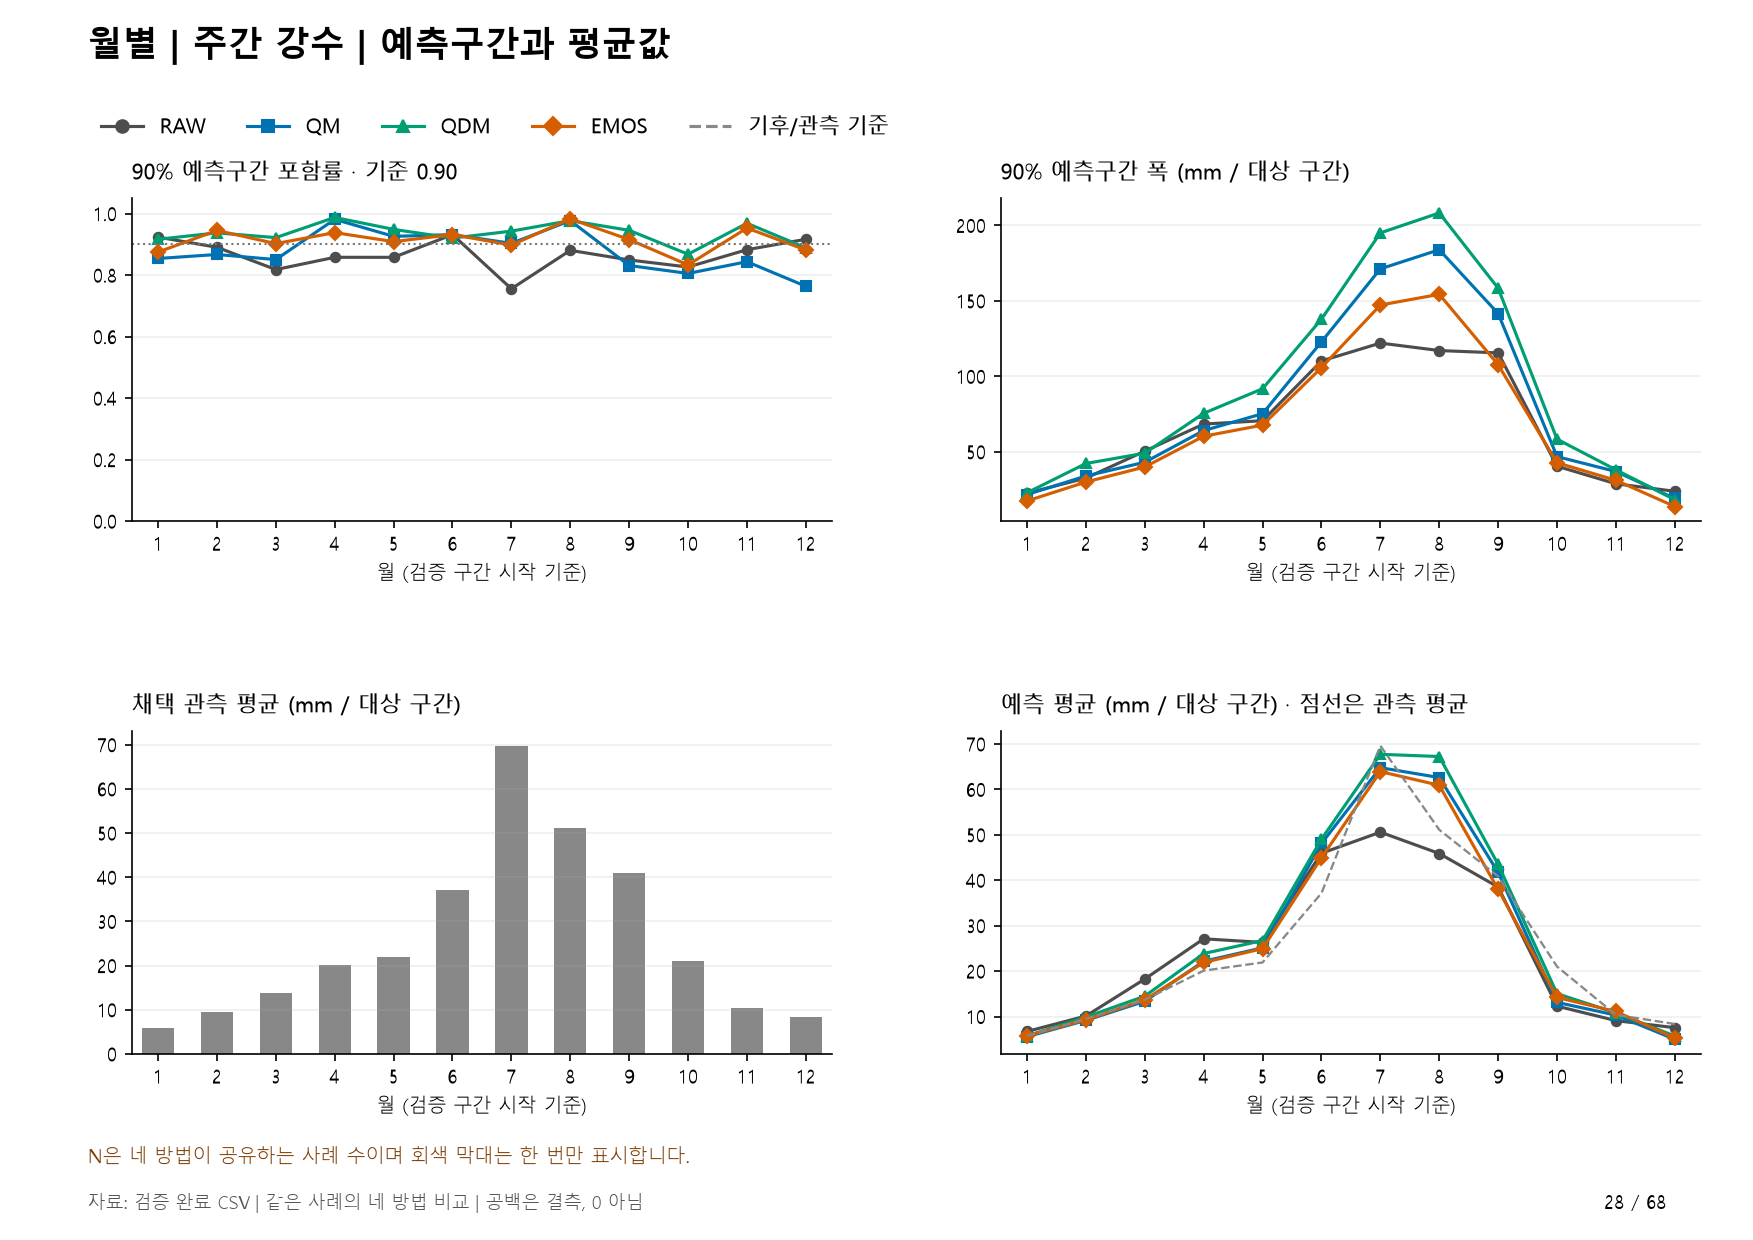 월별 | 주간 강수 | 예측구간과 평균값
RAW QM QDM EMOS 기후/관측 기준
90% 예측구간 포함률 · 기준 0.90
1.0
0.8
0.6
0.4
0.2
0.0
1 2 3 4 5 6 7 8 9 10 11 12
월 (검증 구간 시작 기준)
90% 예측구간 폭 (mm / 대상 구간)
200
150
100
50
1 2 3 4 5 6 7 8 9 10 11 12
월 (검증 구간 시작 기준)
채택 관측 평균 (mm / 대상 구간)
70
60
50
40
30
20
10
0
1 2 3 4 5 6 7 8 9 10 11 12
월 (검증 구간 시작 기준)
예측 평균 (mm / 대상 구간) · 점선은 관측 평균
70
60
50
40
30
20
10
1 2 3 4 5 6 7 8 9 10 11 12
월 (검증 구간 시작 기준)
N은 네 방법이 공유하는 사례 수이며 회색 막대는 한 번만 표시합니다.
자료: 검증 완료 CSV | 같은 사례의 네 방법 비교 | 공백은 결측, 0 아님
28 / 68